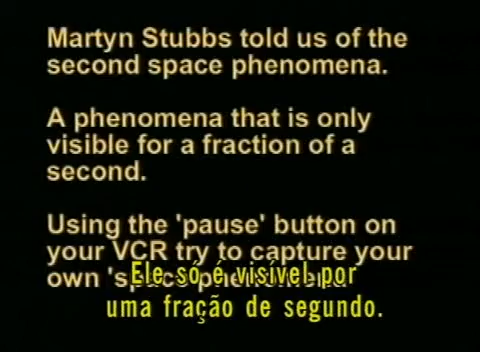 Martyn Stubbs told us of the
second space phenomena.
A phenomena that is only
visible for a fraction of a
second.
Using the 'pause' button on
your VCR try to capture your
own
Ele só é visível por
uma fração de segundo.